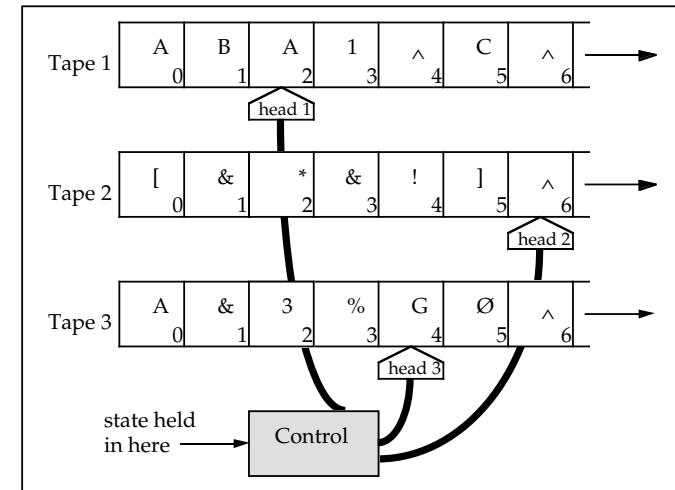 Tape 1 A B A 1 ^ C ^
0 1 2 3 4 5 6
head 1
Tape 2 [ & * & ! ] ^
0 1 2 3 4 5 6
head 2
Tape 3 A & 3 % G Ø ^
0 1 2 3 4 5 6
head 3
state held
in here
Control